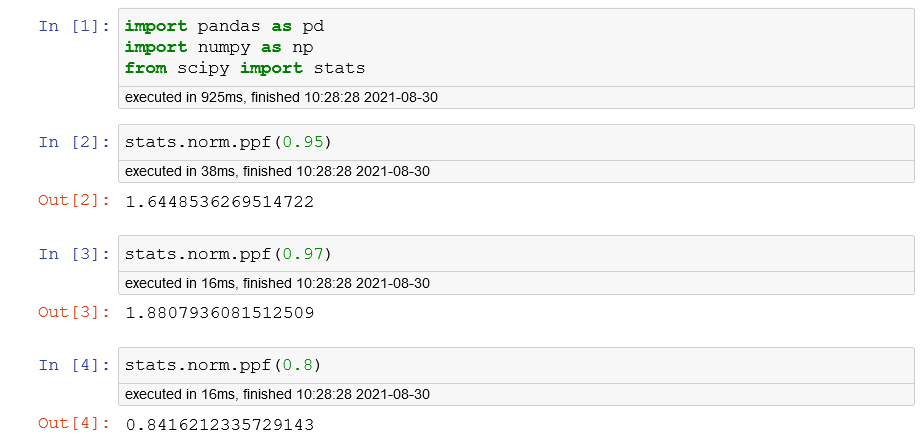 In [1]: import pandas as pd
import numpy as np
from scipy import stats
executed in 925ms, finished 10:28:28 2021-08-30
In [2]: stats.norm.ppf(0.95)
executed in 38ms, finished 10:28:28 2021-08-30
Out[2]: 1.6448536269514722
In [3]: stats.norm.ppf(0.97)
executed in 16ms, finished 10:28:28 2021-08-30
Out[3]: 1.8807936081512509
In [4]: stats.norm.ppf(0.8)
executed in 16ms, finished 10:28:28 2021-08-30
Out[4]: 0.8416212335729143